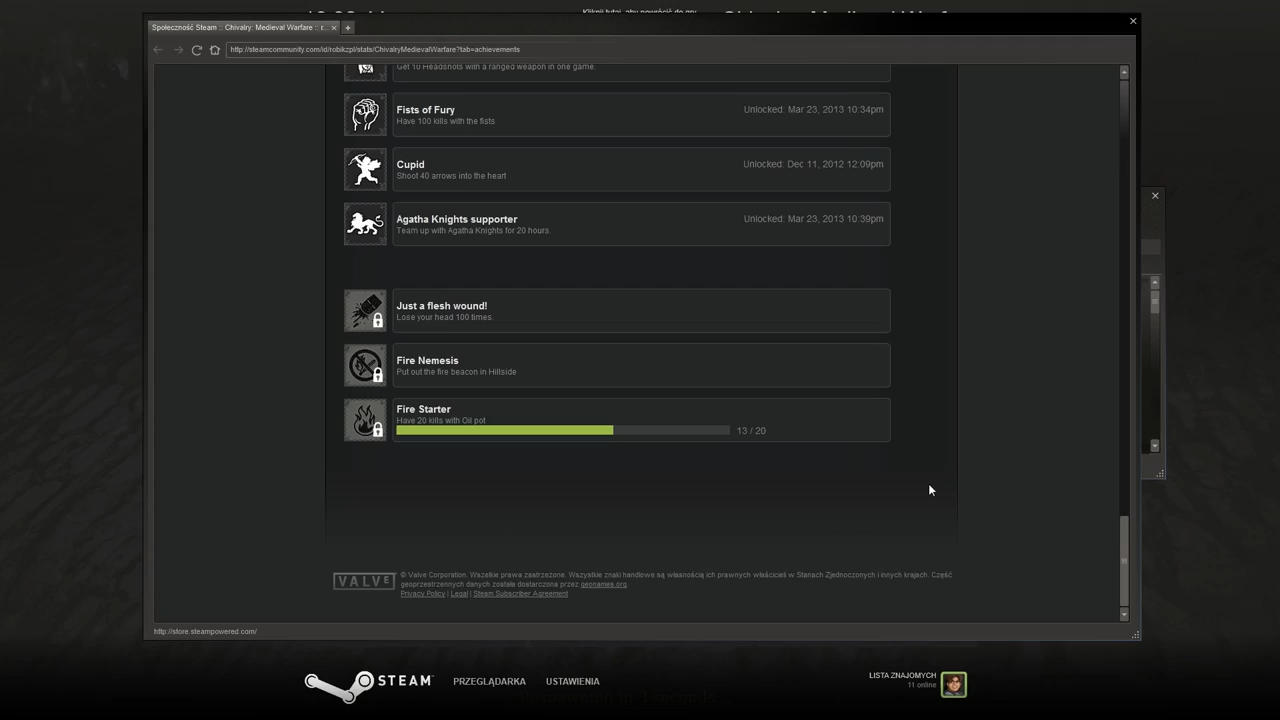 Kliknij tutaj, aby powrócić do gry
Społeczność Steam :: Chivalry: Medieval Warfare :: r...
http://steamcommunity.com/id/robikzpl/stats/ChivalryMedievalWarfare?tab=achievements
Get 10 Headshots with a ranged weapon in one game.
Fists of Fury
Unlocked: Mar 23, 2013 10:34pm
Have 100 kills with the fists
Cupid
Unlocked: Dec 11, 2012 12:09pm
Shoot 40 arrows into the heart
Agatha Knights supporter
Unlocked: Mar 23, 2013 10:39pm
Team up with Agatha Knights for 20 hours.
Just a flesh wound!
Lose your head 100 times.
Fire Nemesis
Put out the fire beacon in Hillside
Fire Starter
Have 20 kills with Oil pot
13 / 20
VALVE
© Valve Corporation. Wszelkie prawa zastrzeżone. Wszystkie znaki handlowe są własnością ich prawnych właścicieli w Stanach Zjednoczonych i innych krajach. Część
geoprzestrzennych danych została dostarczona przez geonames.org.
Privacy Policy | Legal | Steam Subscriber Agreement
http://store.steampowered.com/
STEAM
PRZEGLĄDARKA
USTAWIENIA
LISTA ZNAJOMYCH
11 online